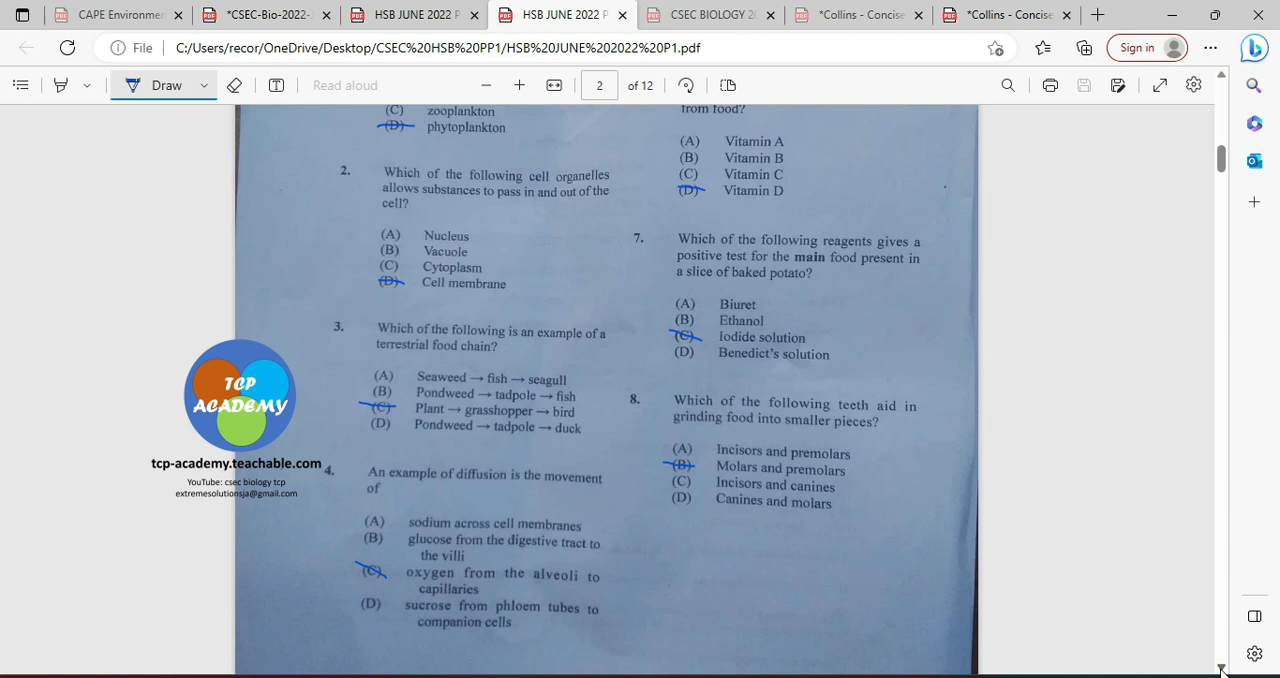 CAPE Environmen
*CSEC-Bio-2022-
HSB JUNE 2022 P
HSB JUNE 2022 P
CSEC BIOLOGY 20
*Collins - Concise
*Collins - Concise
File
C:/Users/recor/OneDrive/Desktop/CSEC%20HSB%20PP1/HSB%20JUNE%202022%20P1.pdf
Sign in
Draw
Read aloud
2
of 12
(C) zooplankton
(D) phytoplankton
2. Which of the following cell organelles
allows substances to pass in and out of the
cell?
(A) Nucleus
(B) Vacuole
(C) Cytoplasm
(D) Cell membrane
3. Which of the following is an example of a
terrestrial food chain?
(A) Seaweed → fish → seagull
(B) Pondweed → tadpole → fish
(C) Plant → grasshopper → bird
(D) Pondweed → tadpole → duck
4. An example of diffusion is the movement
of
(A) sodium across cell membranes
(B) glucose from the digestive tract to
the villi
(C) oxygen from the alveoli to
capillaries
(D) sucrose from phloem tubes to
companion cells
from food?
(A) Vitamin A
(B) Vitamin B
(C) Vitamin C
(D) Vitamin D
7. Which of the following reagents gives a
positive test for the main food present in
a slice of baked potato?
(A) Biuret
(B) Ethanol
(C) Iodide solution
(D) Benedict's solution
8. Which of the following teeth aid in
grinding food into smaller pieces?
(A) Incisors and premolars
(B) Molars and premolars
(C) Incisors and canines
(D) Canines and molars
TCP
ACADEMY
tcp-academy.teachable.com
YouTube: csec biology tcp
extremesolutionsja@gmail.com